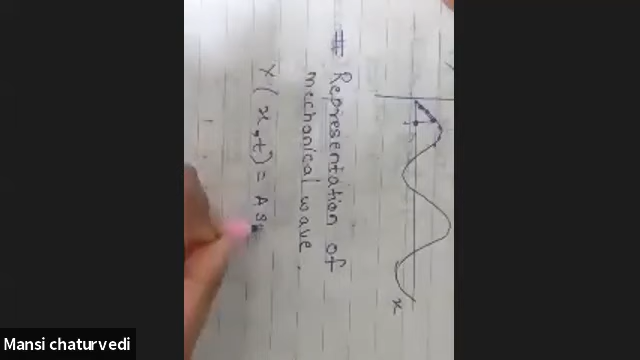 x
# Representation of
mechanical wave.
Y(x,t) = A s
Mansi chaturvedi